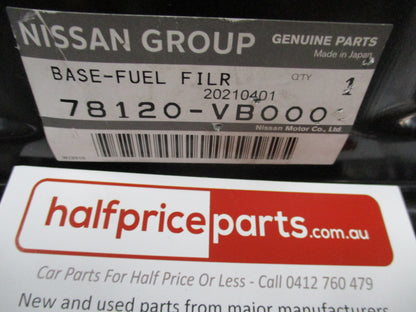 NISSAN GROUP GENUINE PARTS
Made in Japan
BASE-FUEL FILR QTY 1
20210401
78120-VB000
Nissan Motor Co., Ltd.
halfpriceparts.com.au
Car Parts For Half Price Or Less - Call 0412 760 479
New and used parts from major manufacturers